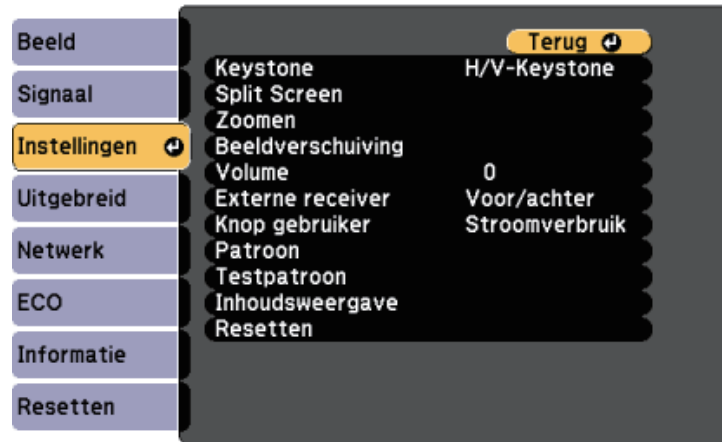 Beeld
Signaal
Instellingen
Uitgebreid
Netwerk
ECO
Informatie
Resetten
Terug
Keystone H/V-Keystone
Split Screen
Zoomen
Beeldverschuiving
Volume 0
Externe receiver Voor/achter
Knop gebruiker Stroomverbruik
Patroon
Testpatroon
Inhoudsweergave
Resetten